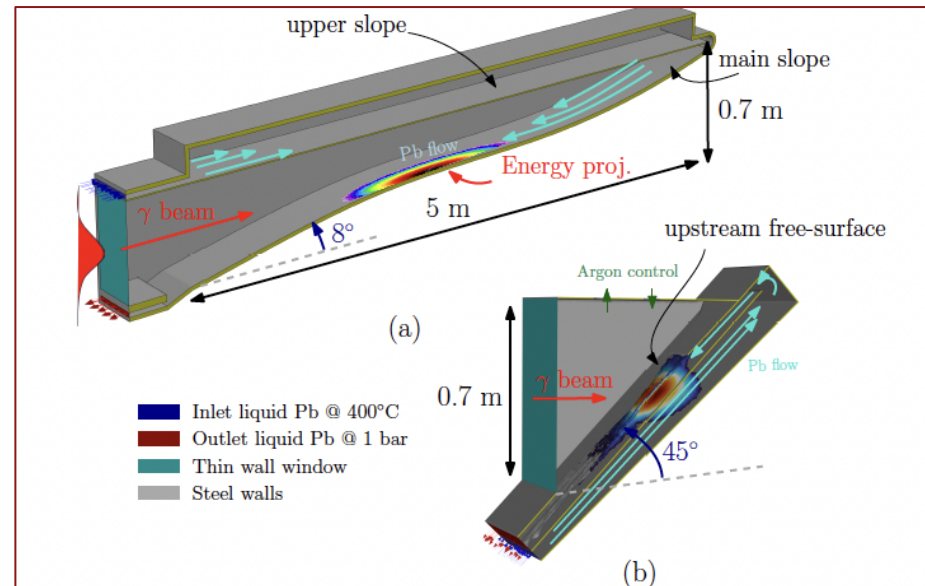 upper slope
main slope
0.7 m
Pb flow
Energy proj.
γ beam
5 m
8°
upstream free-surface
Argon control
(a)
Pb flow
γ beam
0.7 m
45°
Inlet liquid Pb @ 400°C
Outlet liquid Pb @ 1 bar
Thin wall window
Steel walls
(b)